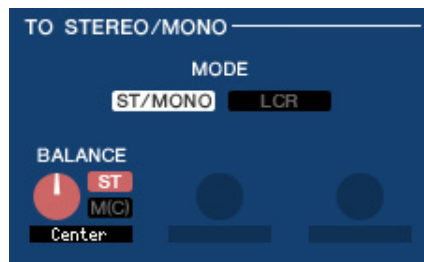 TO STEREO/MONO
MODE
ST/MONO LCR
BALANCE
ST
M(C)
Center